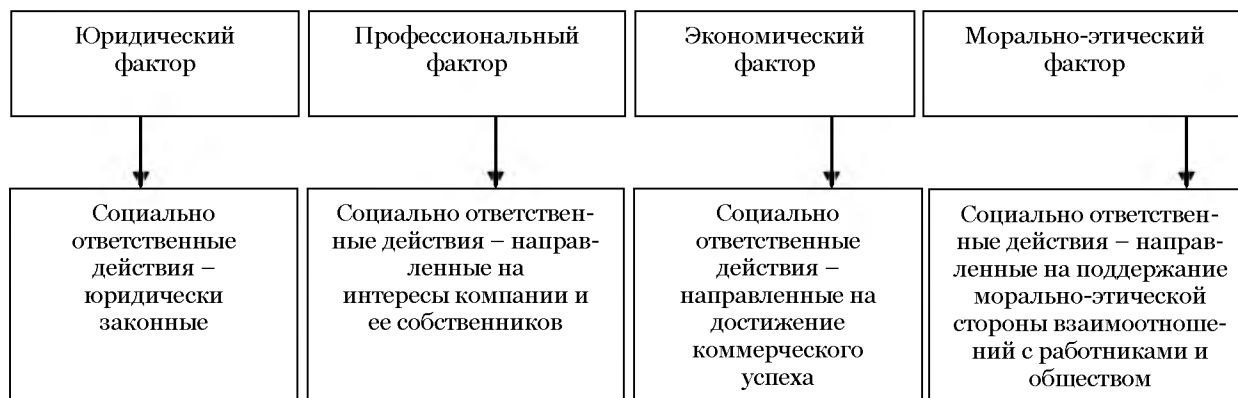 Юридический
фактор
Профессиональный
фактор
Экономический
фактор
Морально-этический
фактор
Социально
ответственные
действия –
юридически
законные
Социально ответствен-
ные действия – направ-
ленные на
интересы компании и
ее собственников
Социально
ответственные
действия –
направленные на
достижение
коммерческого
успеха
Социально ответствен-
ные действия – направ-
ленные на поддержание
морально-этической
стороны взаимоотноше-
ний с работниками и
обществом